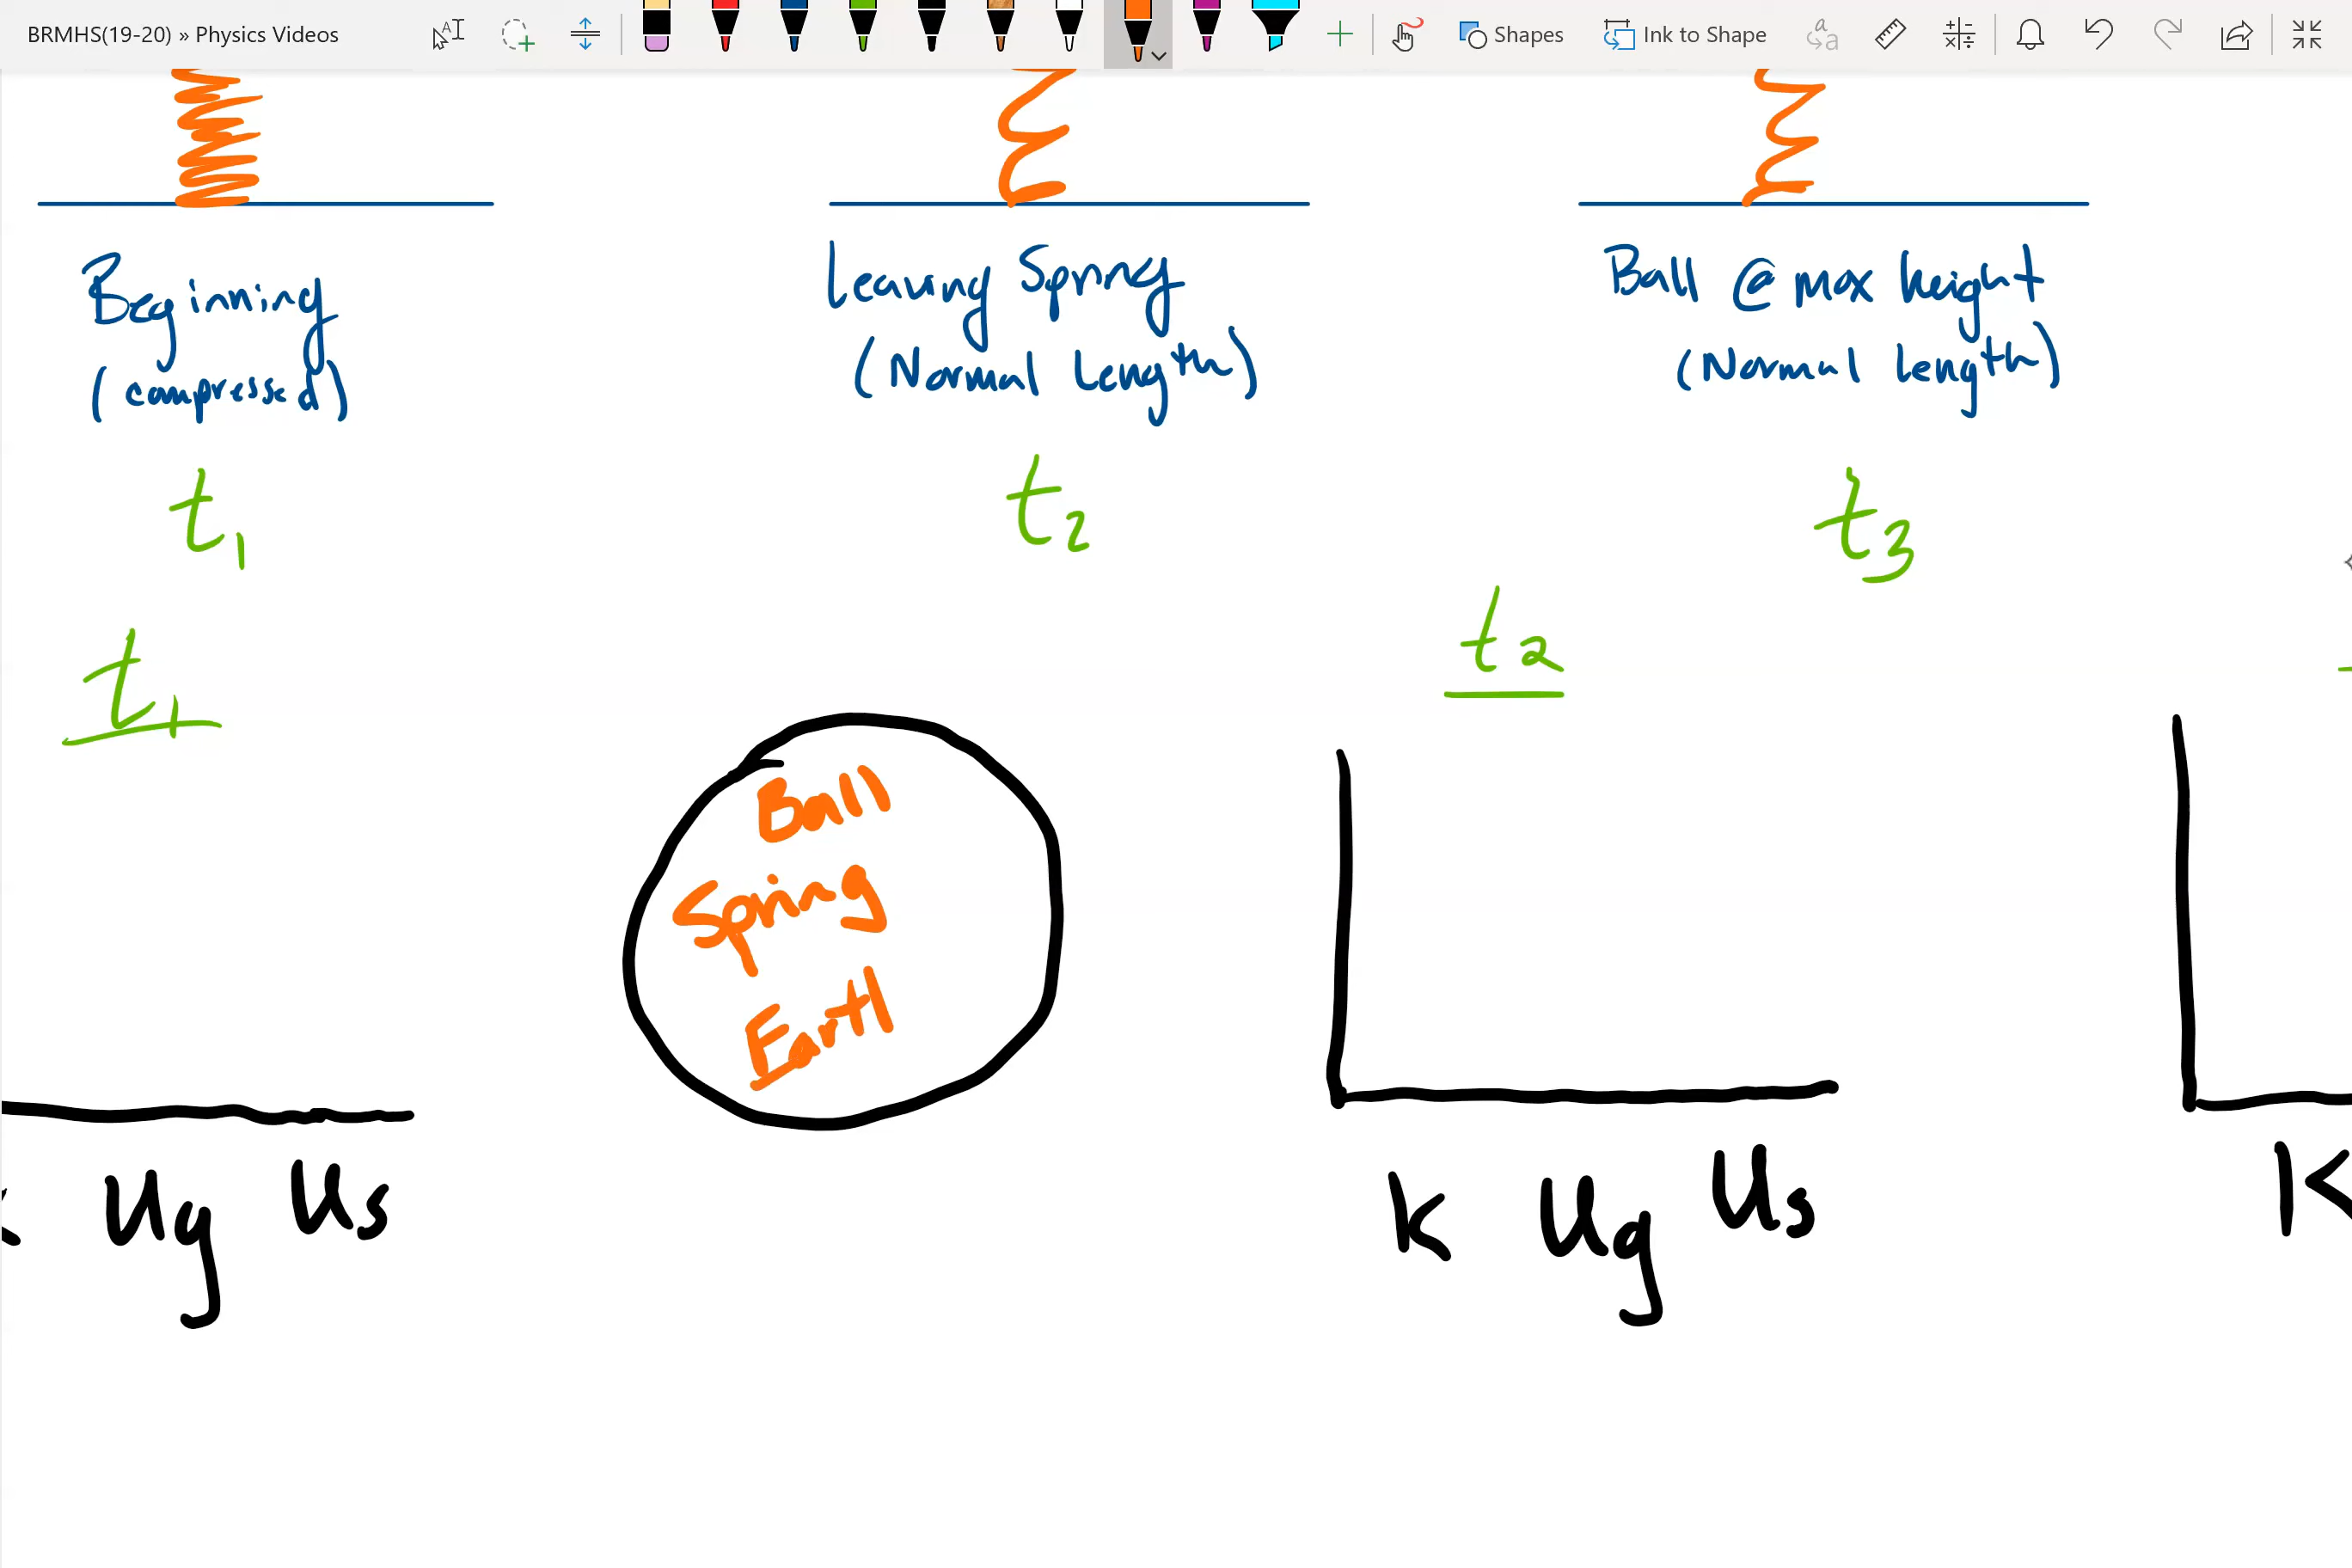 BRMHS(19-20) » Physics Videos
Shapes
Ink to Shape
Beginning
(compressed)
Leaving Spring
(Normal Length)
Ball @ max height
(Normal length)
t1
t2
t3
t1
t2
Ball
Spring
Earth
Ug Us
K Ug Us
K